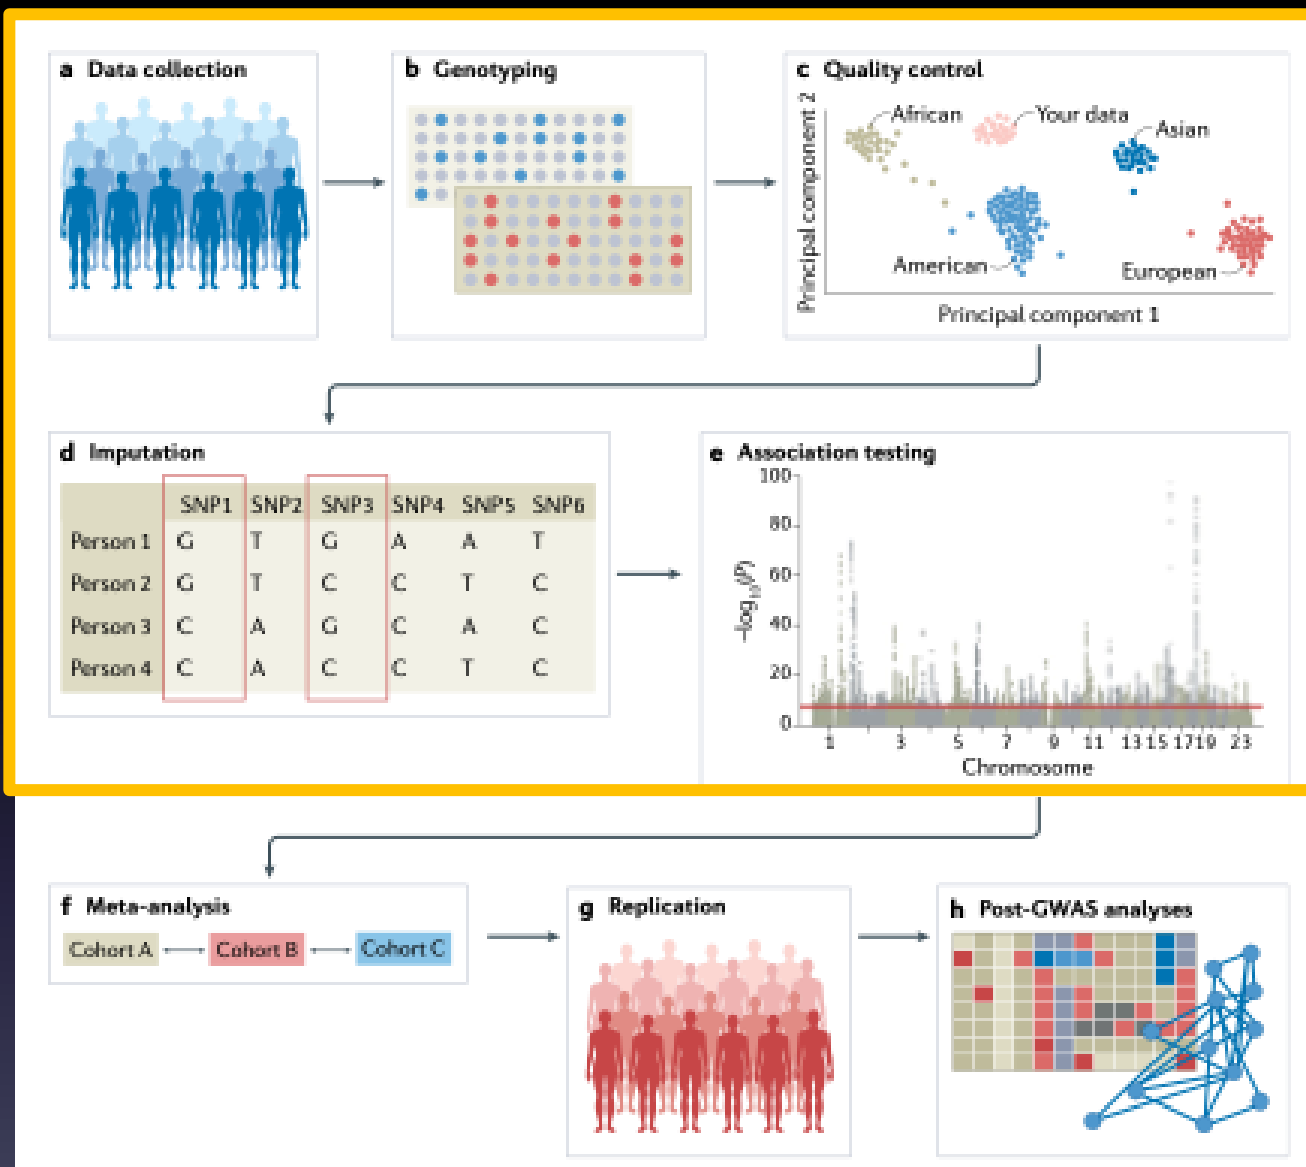 a Data collection
b Genotyping
c Quality control
African
Your data
Asian
American
European
Principal component 2
Principal component 1
d Imputation
SNP1 SNP2 SNP3 SNP4 SNP5 SNP6
Person 1 G T G A A T
Person 2 G T C C T C
Person 3 C A G C A C
Person 4 C A C C T C
e Association testing
100
80
60
40
20
0
–log10(P)
1 3 5 7 9 11 13 15 17 19 23
Chromosome
f Meta-analysis
Cohort A Cohort B Cohort C
g Replication
h Post-GWAS analyses